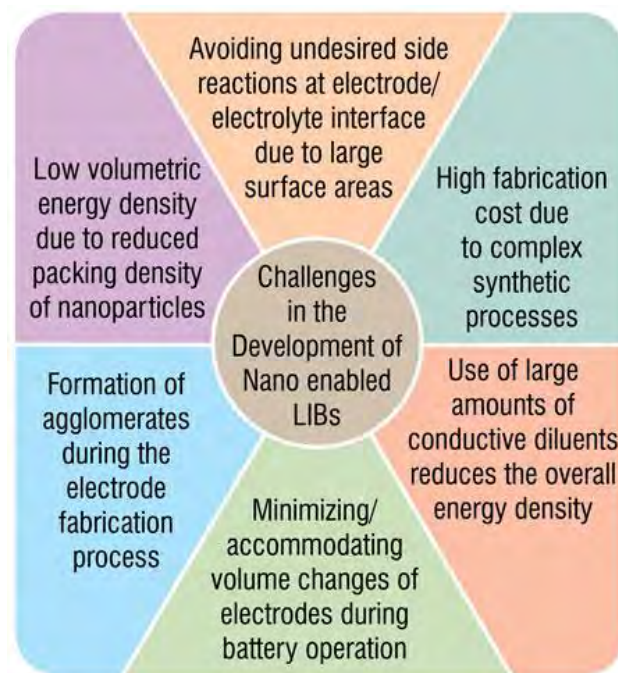 Avoiding undesired side
reactions at electrode/
electrolyte interface
due to large
surface areas
High fabrication
cost due
to complex
synthetic
processes
Use of large
amounts of
conductive diluents
reduces the overall
energy density
Minimizing/
accommodating
volume changes of
electrodes during
battery operation
Formation of
agglomerates
during the
electrode
fabrication
process
Low volumetric
energy density
due to reduced
packing density
of nanoparticles
Challenges
in the
Development of
Nano enabled
LIBs